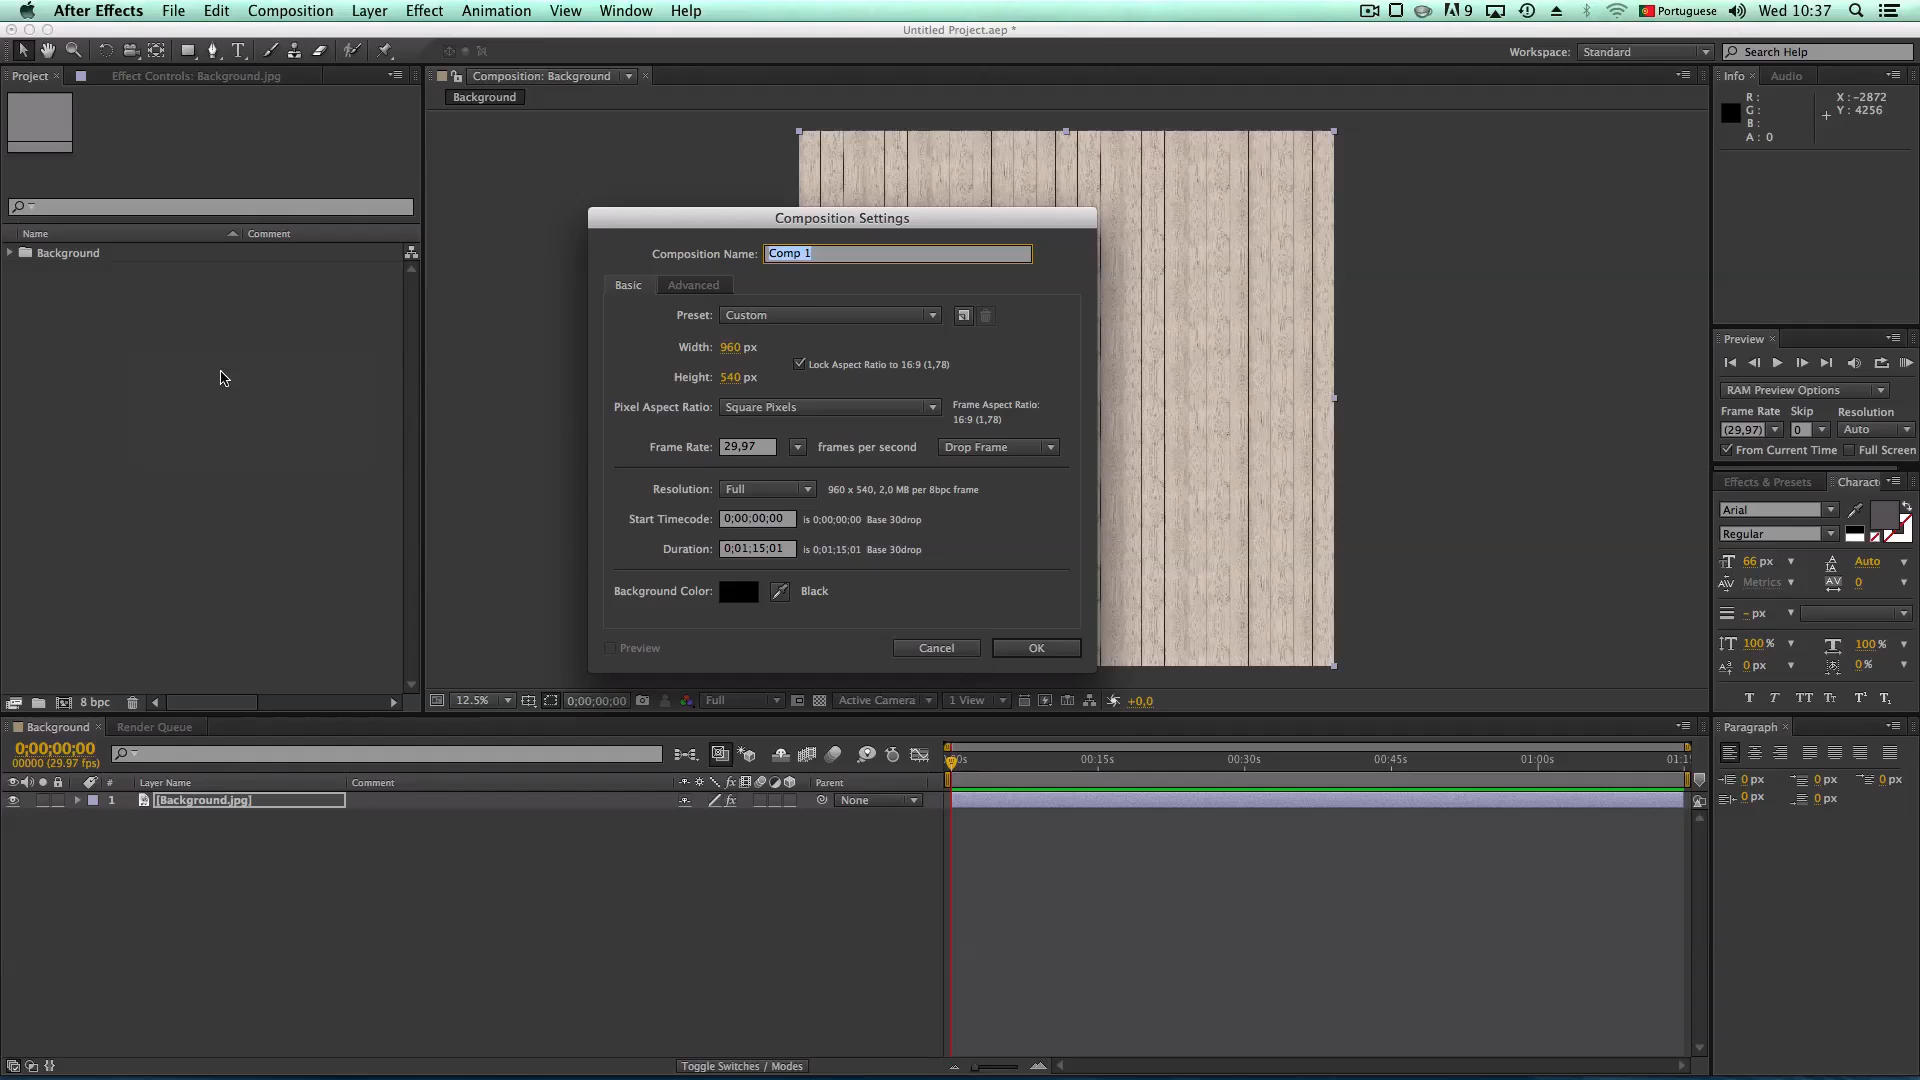 After Effects File Edit Composition Layer Effect Animation View Window Help 9 Portuguese Wed 10:37
Untitled Project.aep *
Workspace: Standard Search Help
Project Effect Controls: Background.jpg Composition: Background Info Audio
Background
R: X: -2872
G: Y: 4256
B:
A: 0
Name Comment
Background
Composition Settings
Composition Name: Comp 1
Basic Advanced
Preset: Custom
Width: 960 px
Lock Aspect Ratio to 16:9 (1,78)
Height: 540 px
Pixel Aspect Ratio: Square Pixels Frame Aspect Ratio:
16:9 (1,78)
Frame Rate: 29,97 frames per second Drop Frame
Resolution: Full 960 x 540, 2,0 MB per 8bpc frame
Start Timecode: 0;00;00;00 is 0;00;00;00 Base 30drop
Duration: 0;01;15;01 is 0;01;15;01 Base 30drop
Background Color: Black
Preview Cancel OK
Preview
RAM Preview Options
Frame Rate Skip Resolution
(29,97) 0 Auto
From Current Time Full Screen
Effects & Presets Charact
Arial
Regular
66 px Auto
Metrics 0
- px
100 % 100 %
0 px 0 %
T T TT Tr T¹ T₁
8 bpc 12.5% 0;00;00;00 Full Active Camera 1 View +0,0
Background Render Queue Paragraph
0;00;00;00
00000 (29.97 fps)
00s 00:15s 00:30s 00:45s 01:00s 01:15
# Layer Name Comment fx Parent
1 [Background.jpg] fx None
0 px 0 px 0 px
0 px 0 px
Toggle Switches / Modes